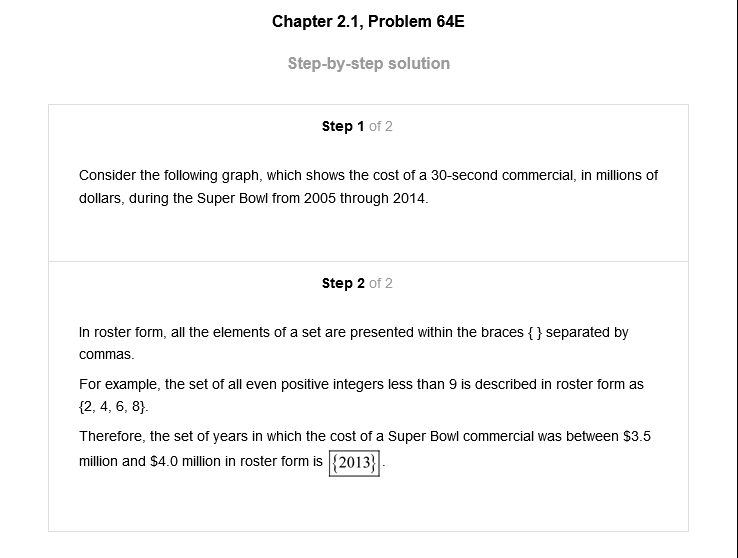 Chapter 2.1, Problem 64E
Step-by-step solution
Step 1 of 2
Consider the following graph, which shows the cost of a 30-second commercial, in millions of
dollars, during the Super Bowl from 2005 through 2014.
Step 2 of 2
In roster form, all the elements of a set are presented within the braces { } separated by
commas.
For example, the set of all even positive integers less than 9 is described in roster form as
{2, 4, 6, 8}.
Therefore, the set of years in which the cost of a Super Bowl commercial was between $3.5
million and $4.0 million in roster form is {2013}.